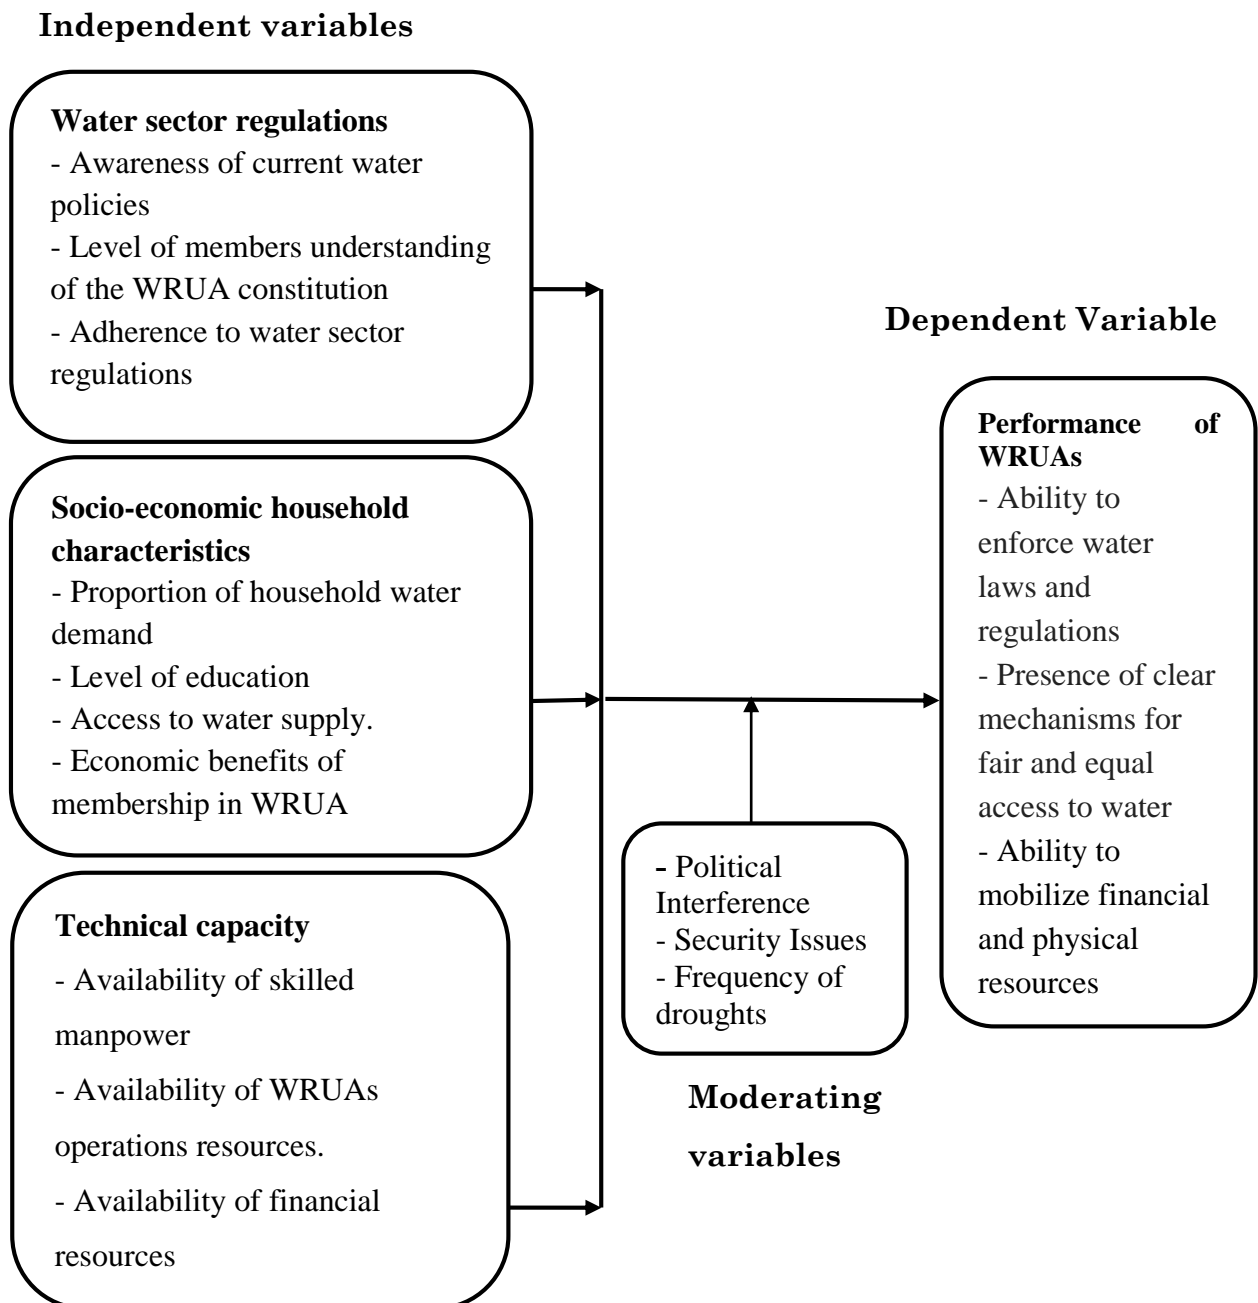 Independent variables
Water sector regulations
- Awareness of current water
policies
- Level of members understanding
of the WRUA constitution
- Adherence to water sector
regulations
Socio-economic household
characteristics
- Proportion of household water
demand
- Level of education
- Access to water supply.
- Economic benefits of
membership in WRUA
Technical capacity
- Availability of skilled
manpower
- Availability of WRUAs
operations resources.
- Availability of financial
resources
- Political
Interference
- Security Issues
- Frequency of
droughts
Moderating
variables
Dependent Variable
Performance of
WRUAs
- Ability to
enforce water
laws and
regulations
- Presence of clear
mechanisms for
fair and equal
access to water
- Ability to
mobilize financial
and physical
resources